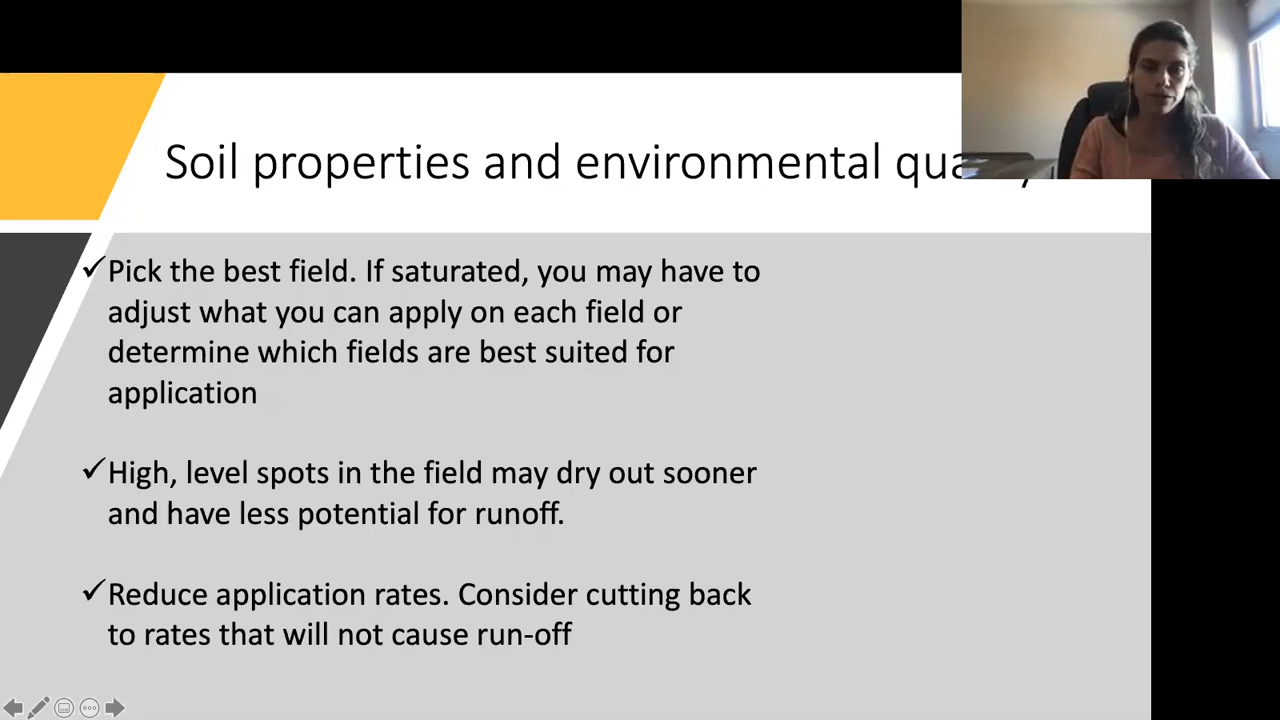 Soil properties and environmental
Pick the best field. If saturated, you may have to
adjust what you can apply on each field or
determine which fields are best suited for
application
High, level spots in the field may dry out sooner
and have less potential for runoff.
Reduce application rates. Consider cutting back
to rates that will not cause run-off